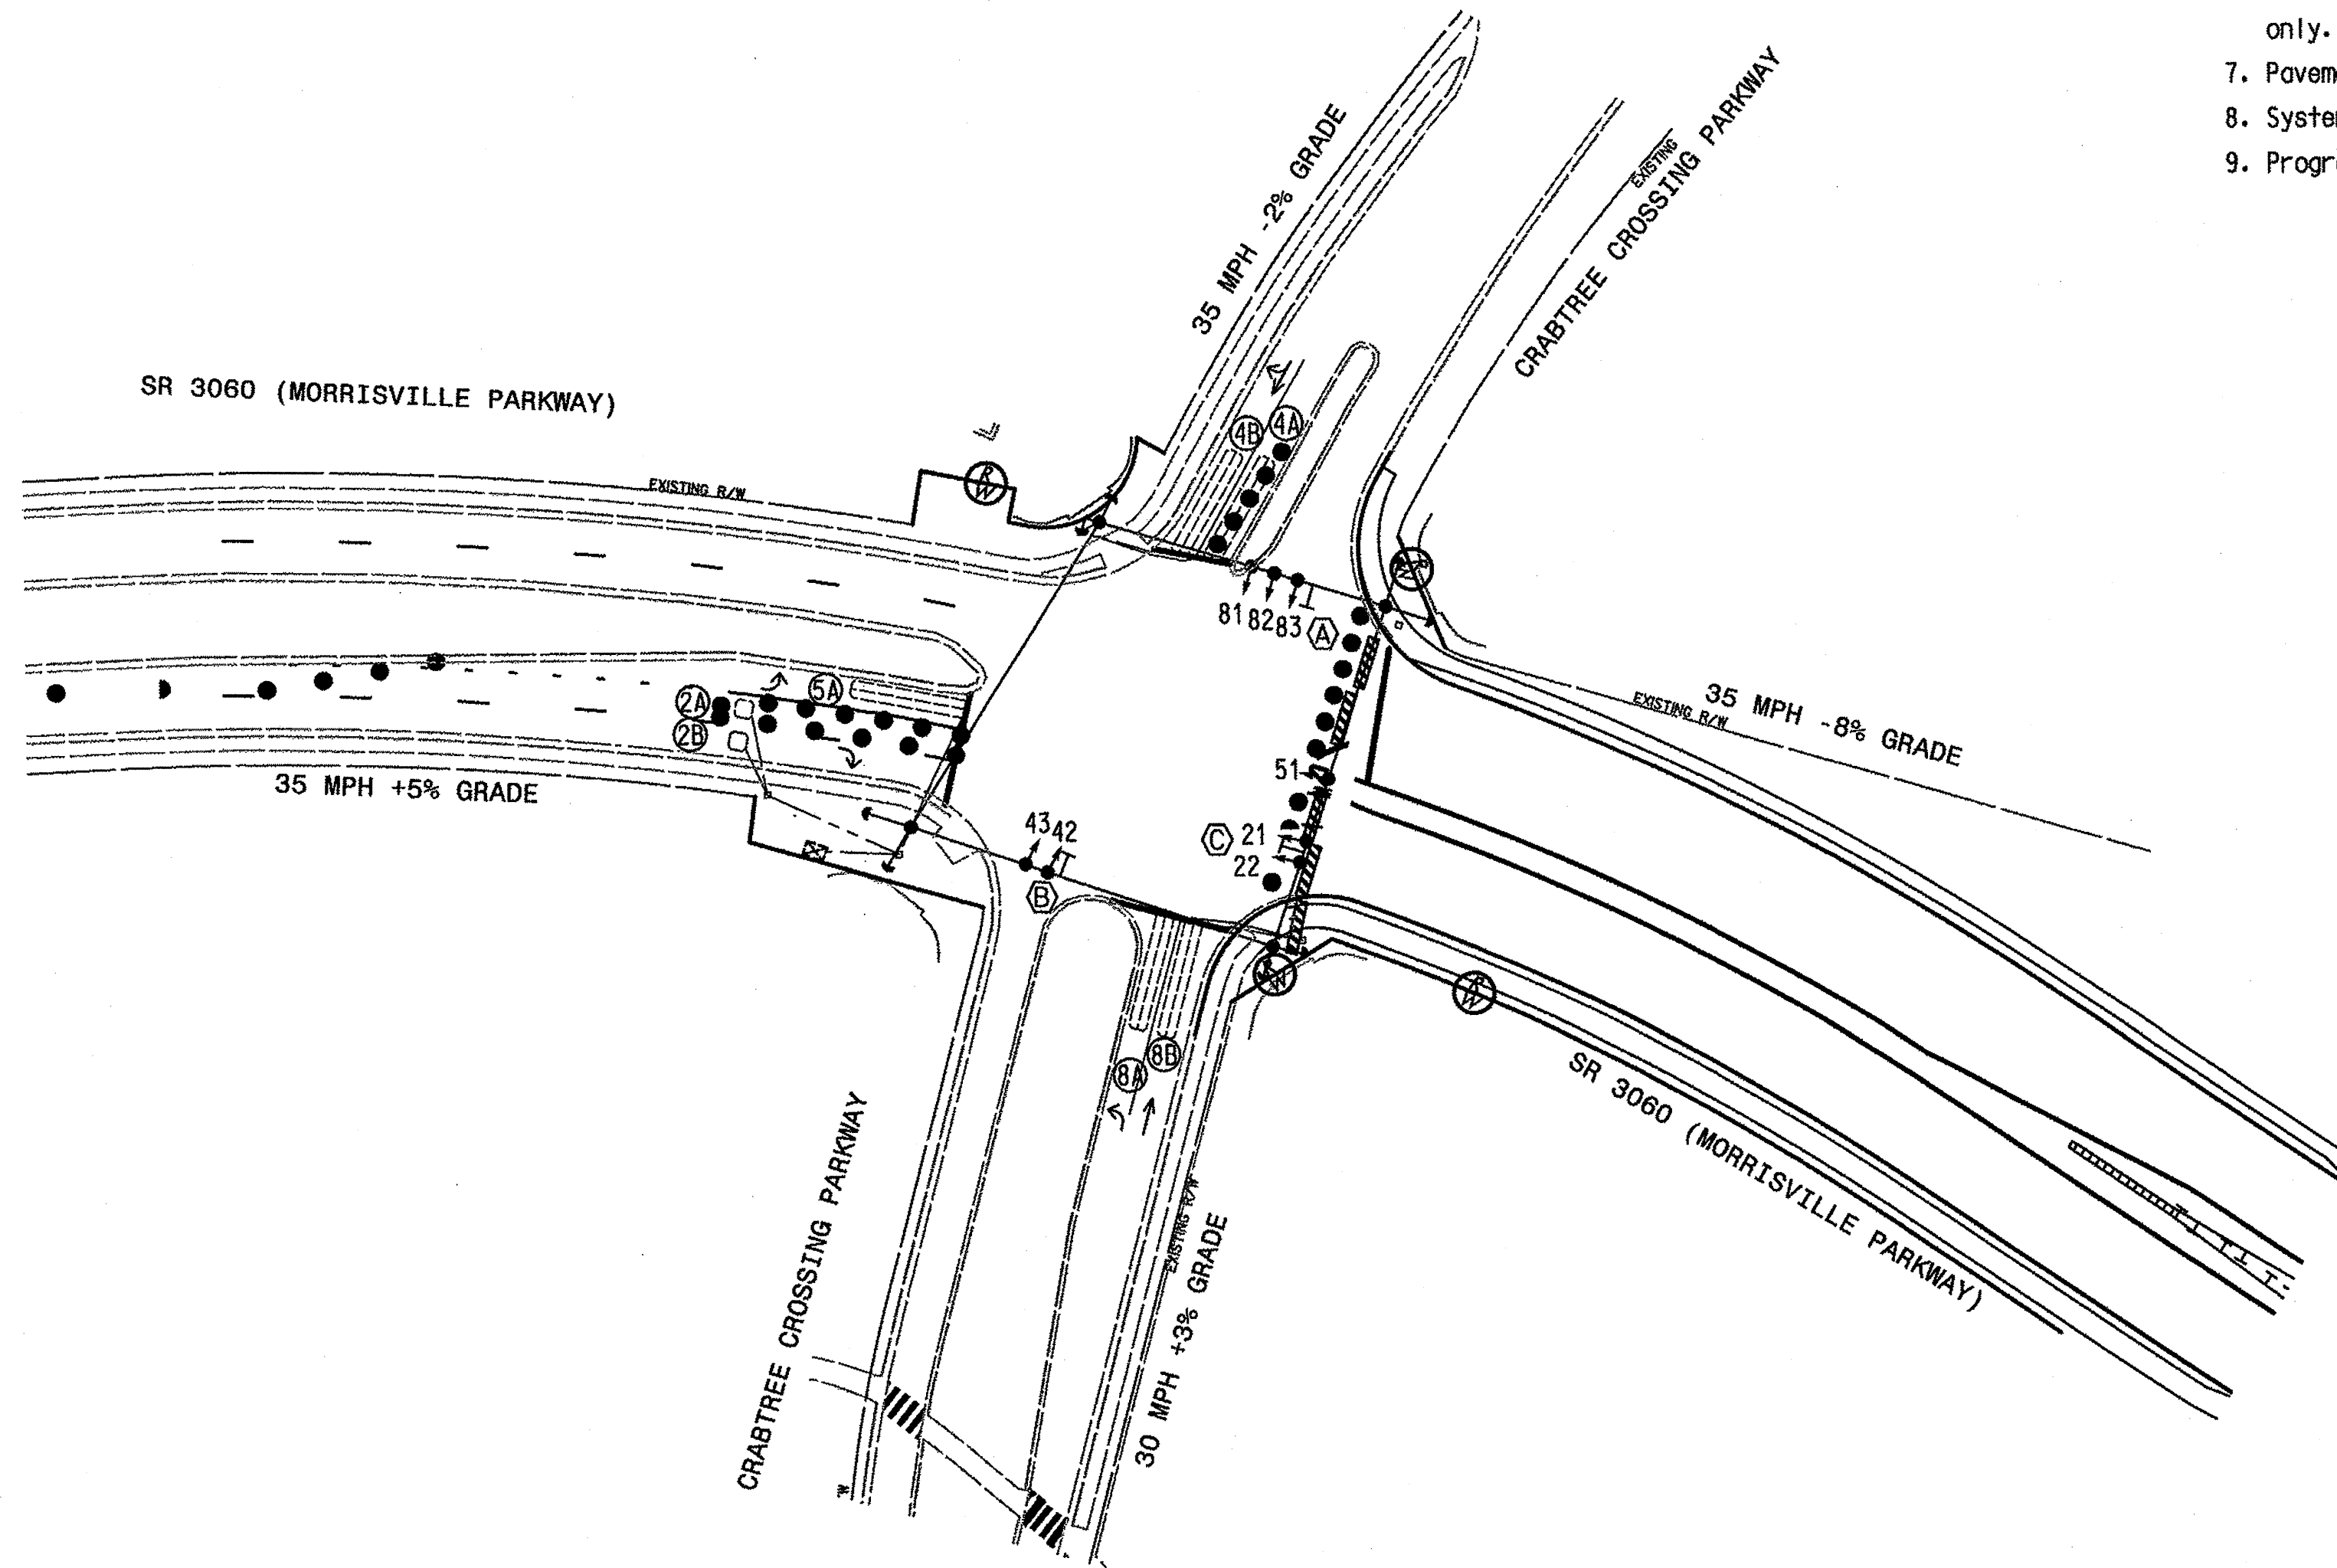 only.
7. Pavem
8. System
9. Progr
35 MPH -2% GRADE
EXISTING
CRABTREE CROSSING PARKWAY
SR 3060 (MORRISVILLE PARKWAY)
EXISTING R/W
R/W
4B
4A
81
82
83
A
R/W
35 MPH -8% GRADE
EXISTING R/W
2A
5A
2B
35 MPH +5% GRADE
51
C
21
22
43
42
B
R/W
R/W
8A
8B
SR 3060 (MORRISVILLE PARKWAY)
CRABTREE CROSSING PARKWAY
EXISTING R/W
30 MPH +3% GRADE